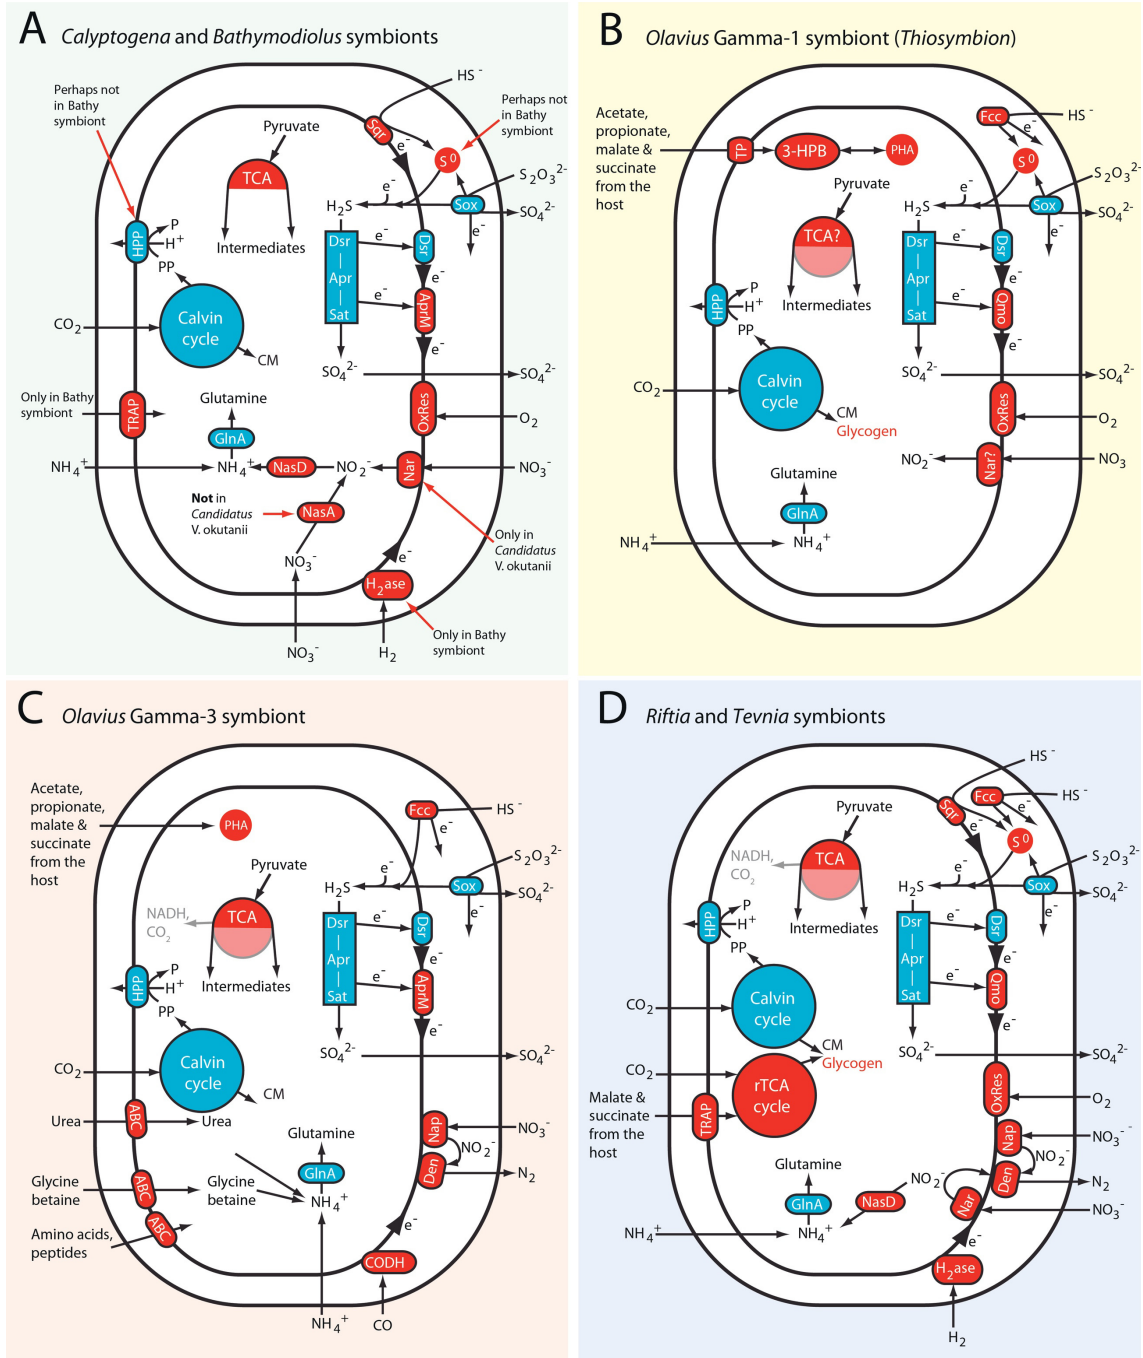 A Calyptogena and Bathymodiolus symbionts
HS -
Perhaps not
in Bathy
symbiont
Perhaps not
in Bathy
symbiont
Pyruvate
Sqr
e-
S0
TCA
S2O32-
H2S
e-
Sox
SO42-
HPP
P
H+
PP
Intermediates
Dsr
Apr
Sat
e-
Dsr
e-
e-
e-
AprM
CO2
Calvin
cycle
CM
e-
SO42-
SO42-
Only in Bathy
symbiont
TRAP
Glutamine
OxRes
O2
GlnA
NH4+
NH4+
NasD
NO2-
Nar
NO3-
Not in
Candidatus
V. okutanii
NasA
Only in
Candidatus
V. okutanii
NO3-
e-
H2ase
Only in Bathy
symbiont
NO3-
H2
B Olavius Gamma-1 symbiont (Thiosymbion)
Acetate,
propionate,
malate &
succinate
from the
host
TP
3-HPB
PHA
Fcc
HS -
e-
S0
Pyruvate
S2O32-
H2S
e-
Sox
SO42-
TCA?
e-
Dsr
Apr
Sat
e-
Dsr
e-
HPP
P
H+
PP
Intermediates
e-
Qmo
e-
CO2
Calvin
cycle
SO42-
SO42-
CM
Glycogen
OxRes
O2
NO2-
Nar?
NO3
Glutamine
GlnA
NH4+
NH4+
C Olavius Gamma-3 symbiont
Acetate,
propionate,
malate &
succinate
from the
host
PHA
Fcc
HS -
e-
Pyruvate
S2O32-
H2S
e-
Sox
SO42-
NADH,
CO2
TCA
e-
Dsr
Apr
Sat
e-
Dsr
e-
HPP
P
H+
PP
Intermediates
e-
AprM
e-
CO2
Calvin
cycle
SO42-
SO42-
CM
Urea
ABC
Urea
Glutamine
Nap
NO3-
NO2-
Glycine
betaine
ABC
Glycine
betaine
GlnA
NH4+
Den
N2
Amino acids,
peptides
ABC
e-
CODH
NH4+
CO
D Riftia and Tevnia symbionts
HS -
Sqr
Fcc
HS -
e-
e-
S0
Pyruvate
NADH,
CO2
TCA
S2O32-
H2S
e-
Sox
SO42-
e-
HPP
P
H+
PP
Intermediates
Dsr
Apr
Sat
e-
Dsr
e-
e-
Qmo
e-
CO2
Calvin
cycle
CM
Glycogen
SO42-
SO42-
CO2
rTCA
cycle
OxRes
O2
Malate &
succinate
from the
host
TRAP
Nap
NO3-
NO2-
Glutamine
NO2-
Den
N2
GlnA
NasD
Nar
NO3-
NH4+
NH4+
e-
H2ase
H2